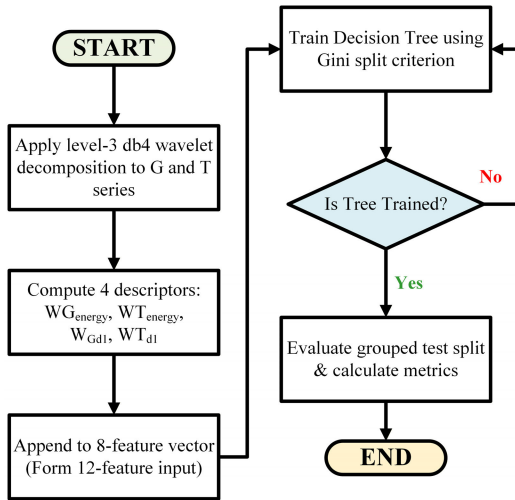 START
Apply level-3 db4 wavelet
decomposition to G and T
series
Compute 4 descriptors:
WGenergy, WTenergy,
WGd1, WTd1
Append to 8-feature vector
(Form 12-feature input)
Train Decision Tree using
Gini split criterion
Is Tree Trained?
No
Yes
Evaluate grouped test split
& calculate metrics
END